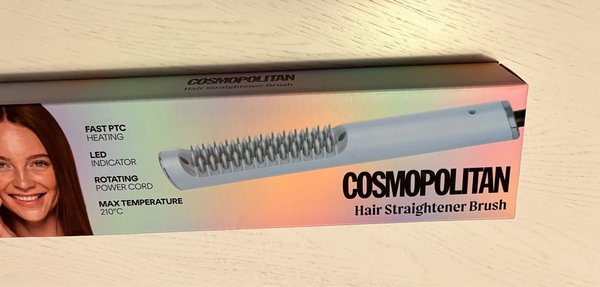 COSMOPOLITAN
Hair Straightener Brush
FAST PTC
HEATING
LED
INDICATOR
ROTATING
POWER CORD
MAX TEMPERATURE
210°C
COSMOPOLITAN
Hair Straightener Brush